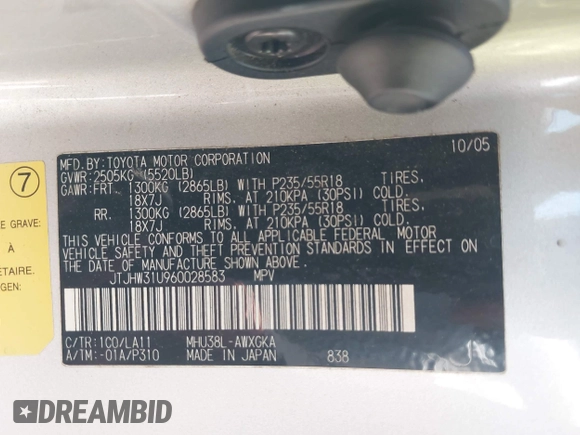 MFD.BY:TOYOTA MOTOR CORPORATION 10/05
GVWR:2505KG (5520LB)
GAWR:FRT. 1300KG (2865LB) WITH P235/55R18 TIRES,
18X7J RIMS, AT 210KPA (30PSI) COLD.
RR. 1300KG (2865LB) WITH P235/55R18 TIRES,
18X7J RIMS, AT 210KPA (30PSI) COLD.
THIS VEHICLE CONFORMS TO ALL APPLICABLE FEDERAL MOTOR
VEHICLE SAFETY AND THEFT PREVENTION STANDARDS IN EFFECT ON
THE DATE OF MANUFACTURE SHOWN ABOVE.
JTJHW31U960028583 MPV
C/TR:1C0/LA11 MHU38L-AWXGKA
A/TM:-01A/P310 MADE IN JAPAN 838
7
E GRAVE:
À
ETAIRE.
GEN:
DREAMBID